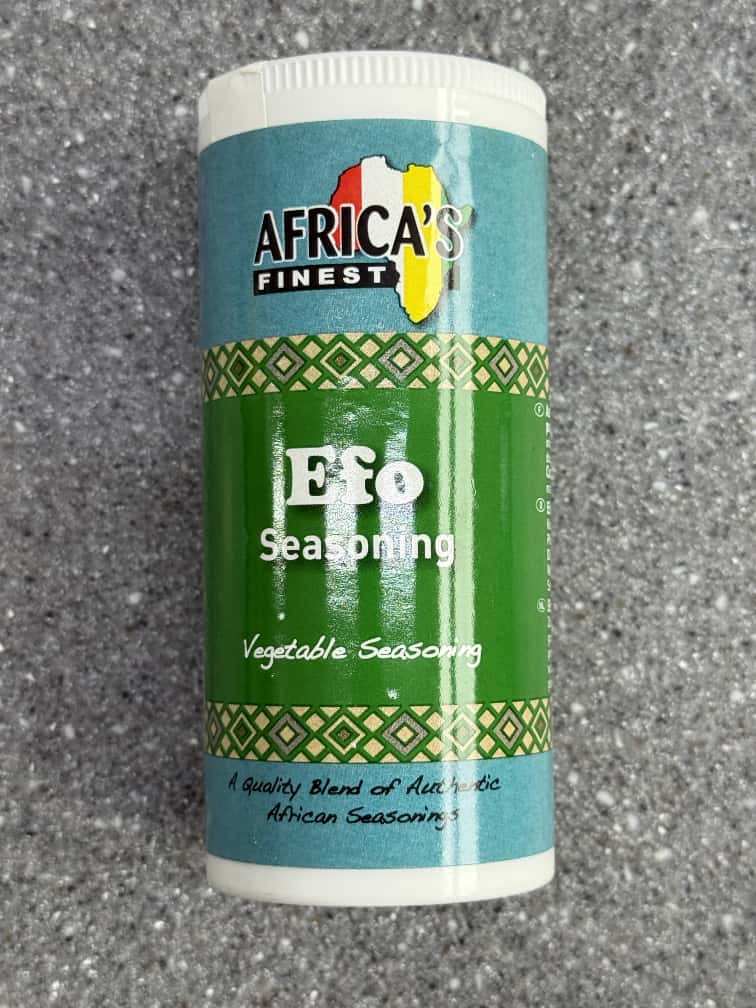 AFRICA'S
FINEST
Efo
Seasoning
Vegetable Seasoning
A Quality Blend of Authentic
African Seasonings